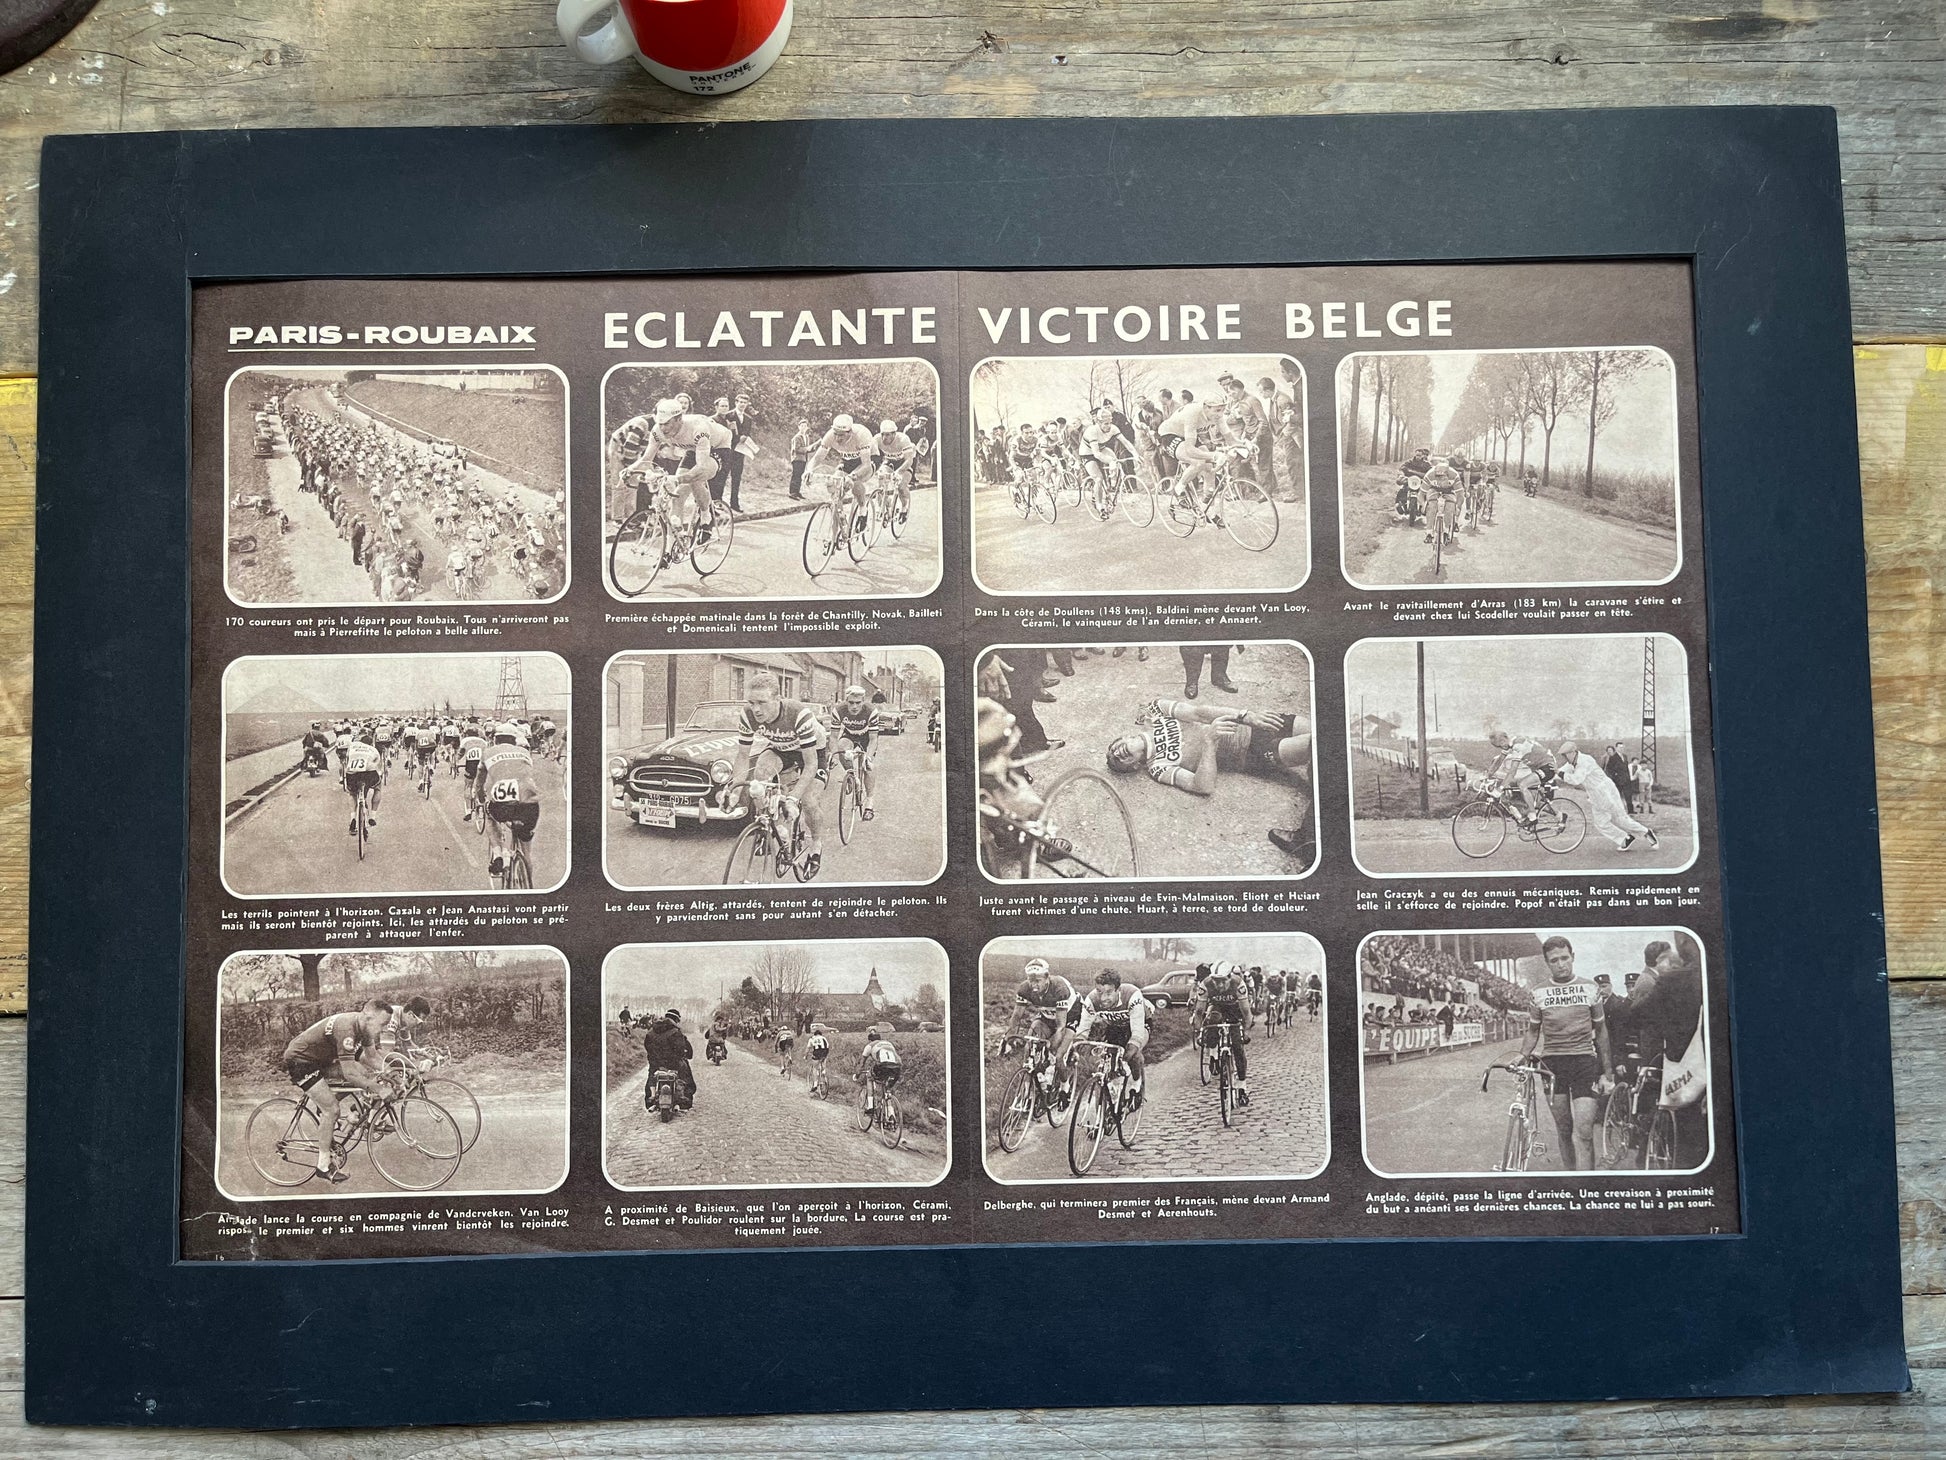 PANTONE
172
PARIS-ROUBAIX ECLATANTE VICTOIRE BELGE
170 coureurs ont pris le départ pour Roubaix. Tous n'arriveront pas
mais à Pierrefitte le peloton a belle allure.
Première échappée matinale dans la forêt de Chantilly. Novak, Bailleti
et Domenicali tentent l'impossible exploit.
Dans la côte de Doullens (148 kms), Baldini mène devant Van Looy,
Cérami, le vainqueur de l'an dernier, et Annaert.
Avant le ravitaillement d'Arras (183 km) la caravane s'étire et
devant chez lui Scodeller voulait passer en tête.
173
101
54
Les terrils pointent à l'horizon. Cazala et Jean Anastasi vont partir
mais ils seront bientôt rejoints. Ici, les attardés du peloton se pré-
parent à attaquer l'enfer.
Les deux frères Altig, attardés, tentent de rejoindre le peloton. Ils
y parviendront sans pour autant s'en détacher.
LIBERIA
GRAMMONT
Juste avant le passage à niveau de Evin-Malmaison, Eliott et Huiart
furent victimes d'une chute. Huart, à terre, se tord de douleur.
Jean Graczyk a eu des ennuis mécaniques. Remis rapidement en
selle il s'efforce de rejoindre. Popof n'était pas dans un bon jour.
Anglade lance la course en compagnie de Vanderveken. Van Looy
le premier et six hommes vinrent bientôt les rejoindre.
1
A proximité de Baisieux, que l'on aperçoit à l'horizon, Cérami,
G. Desmet et Poulidor roulent sur la bordure. La course est pra-
tiquement jouée.
Delberghe, qui terminera premier des Français, mène devant Armand
Desmet et Aerenhouts.
LIBERIA
GRAMMONT
L'EQUIPE
Anglade, dépité, passe la ligne d'arrivée. Une crevaison à proximité
du but a anéanti ses dernières chances. La chance ne lui a pas souri.
16
17